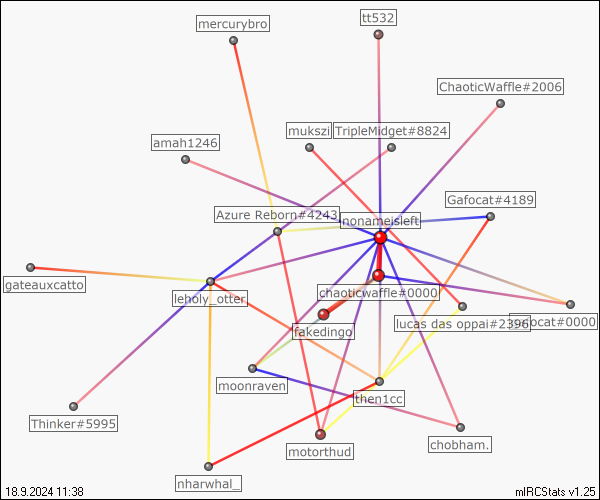 tt532
mercurybro
ChaoticWaffle#2006
mukszi
TripleMidget#8824
amah1246
Gafocat#4189
Azure Reborn#4243
nonameisleft
gateauxcatto
chaoticwaffle#0000
leholy_otter
lucas das oppai#2396
ocat#0000
fakedingo
moonraven
then1cc
Thinker#5995
chobham.
motorthud
nharwhal_
18.9.2024 11:38
mIRCStats v1.25